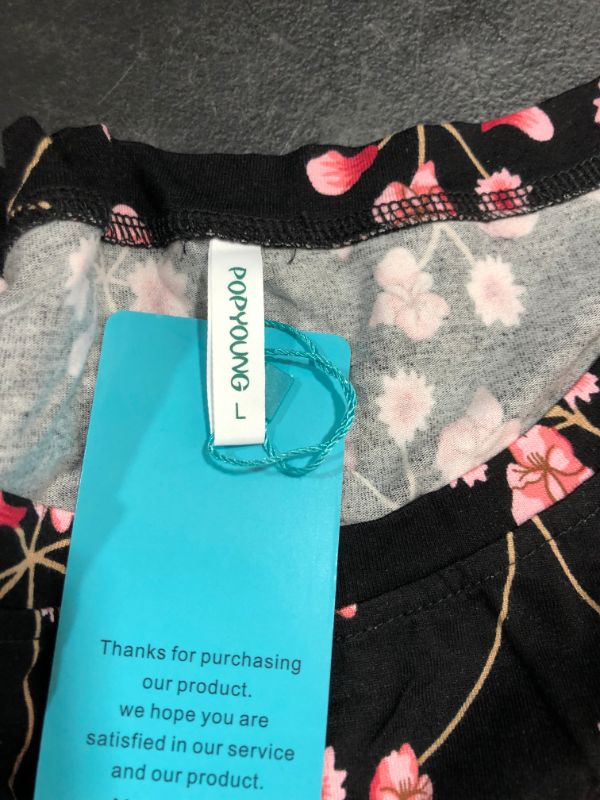 POPYOUNG L
Thanks for purchasing
our product.
we hope you are
satisfied in our service
and our product.